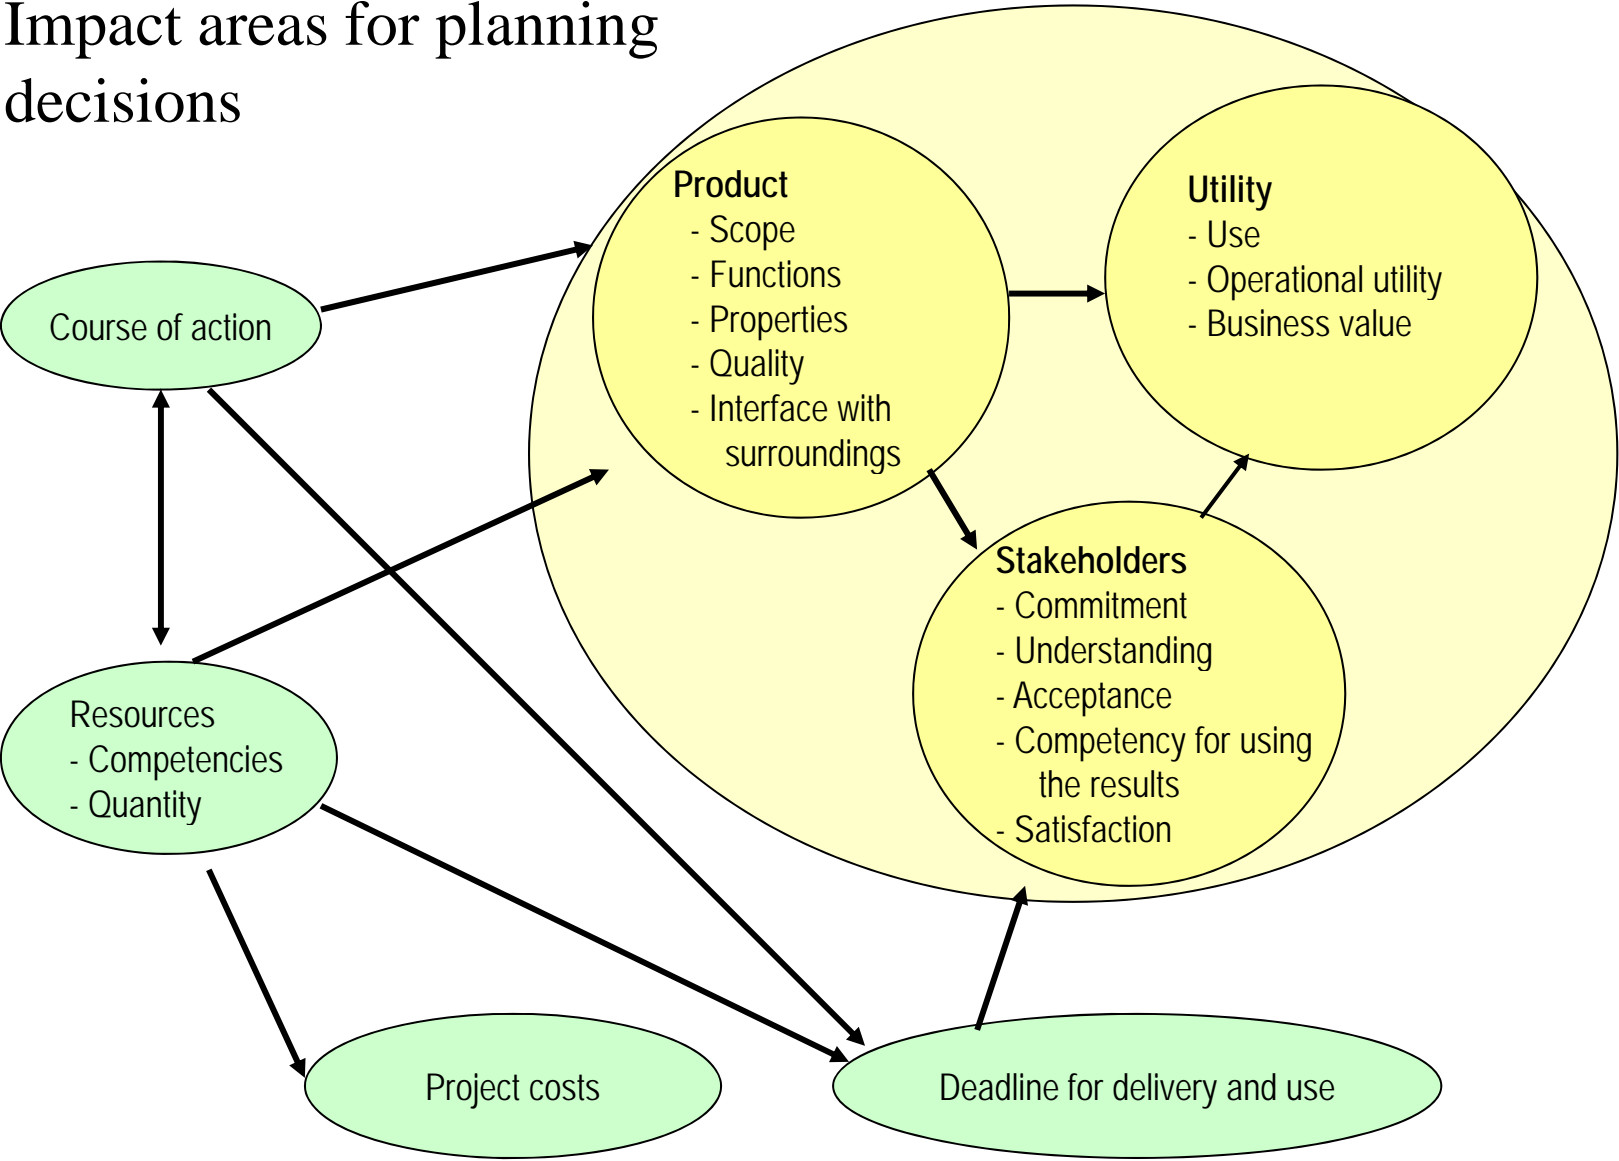 Impact areas for planning
decisions
Product
- Scope
- Functions
- Properties
- Quality
- Interface with
surroundings
Utility
- Use
- Operational utility
- Business value
Course of action
Stakeholders
- Commitment
- Understanding
- Acceptance
- Competency for using
the results
- Satisfaction
Resources
- Competencies
- Quantity
Project costs
Deadline for delivery and use